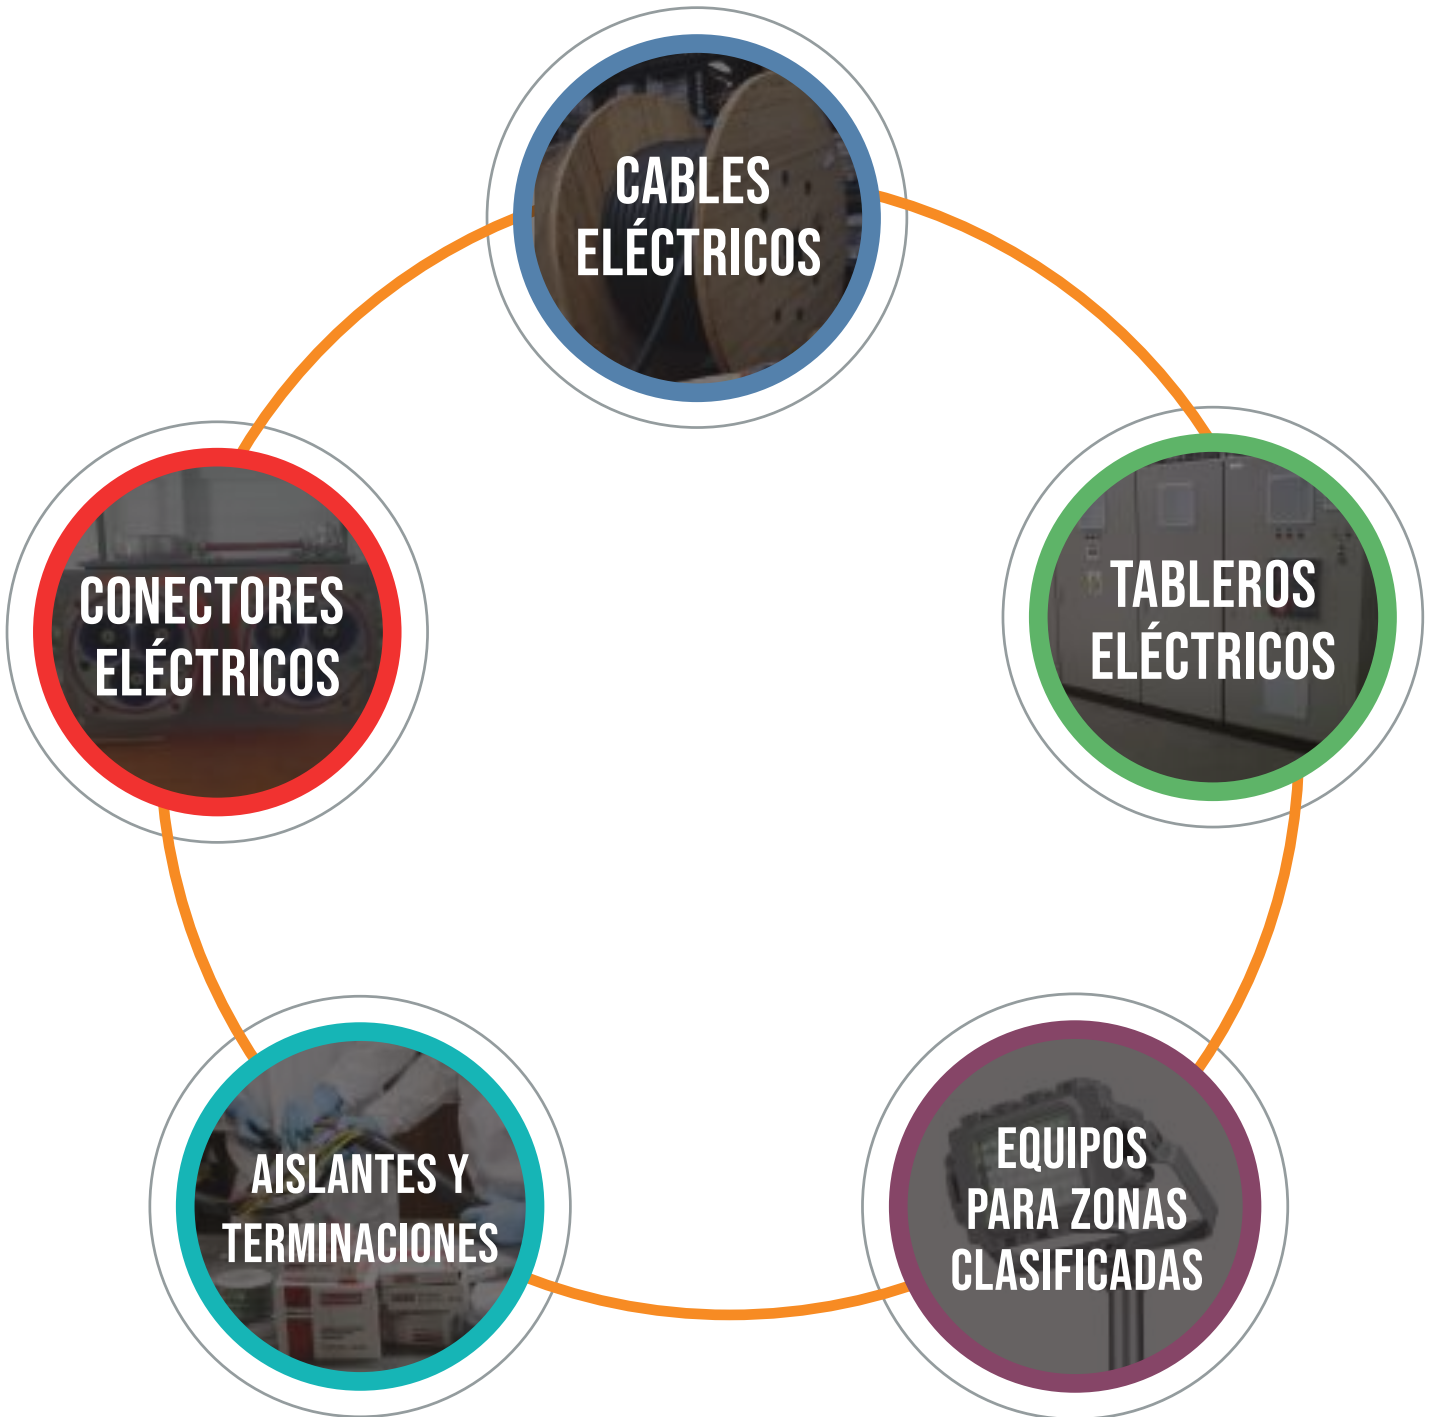 CABLES
ELÉCTRICOS
CONECTORES
ELÉCTRICOS
TABLEROS
ELÉCTRICOS
AISLANTES Y
TERMINACIONES
EQUIPOS
PARA ZONAS
CLASIFICADAS